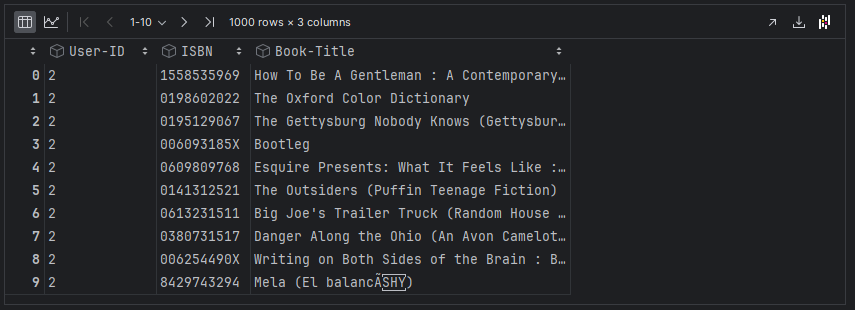 1-10 1000 rows × 3 columns
User-ID ISBN Book-Title
0 2 1558535969 How To Be A Gentleman : A Contemporary…
1 2 0198602022 The Oxford Color Dictionary
2 2 0195129067 The Gettysburg Nobody Knows (Gettysbur…
3 2 006093185X Bootleg
4 2 0609809768 Esquire Presents: What It Feels Like :…
5 2 0141312521 The Outsiders (Puffin Teenage Fiction)
6 2 0613231511 Big Joe's Trailer Truck (Random House …
7 2 0380731517 Danger Along the Ohio (An Avon Camelot…
8 2 006254490X Writing on Both Sides of the Brain : B…
9 2 8429743294 Mela (El balancÃSHY)